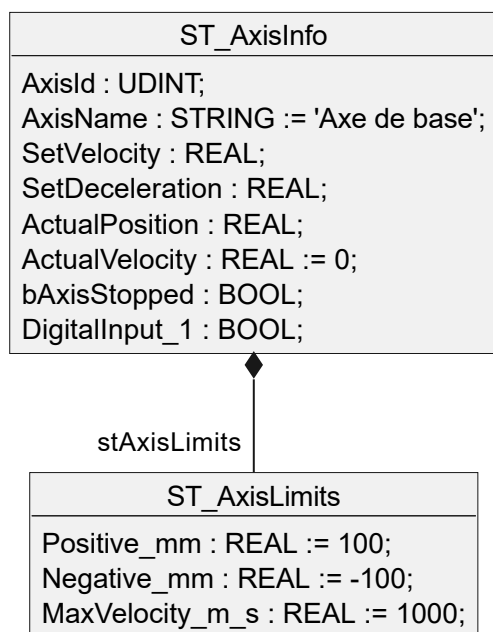 ST_AxisInfo
AxisId : UDINT;
AxisName : STRING := 'Axe de base';
SetVelocity : REAL;
SetDeceleration : REAL;
ActualPosition : REAL;
ActualVelocity : REAL := 0;
bAxisStopped : BOOL;
DigitalInput_1 : BOOL;
stAxisLimits
ST_AxisLimits
Positive_mm : REAL := 100;
Negative_mm : REAL := -100;
MaxVelocity_m_s : REAL := 1000;